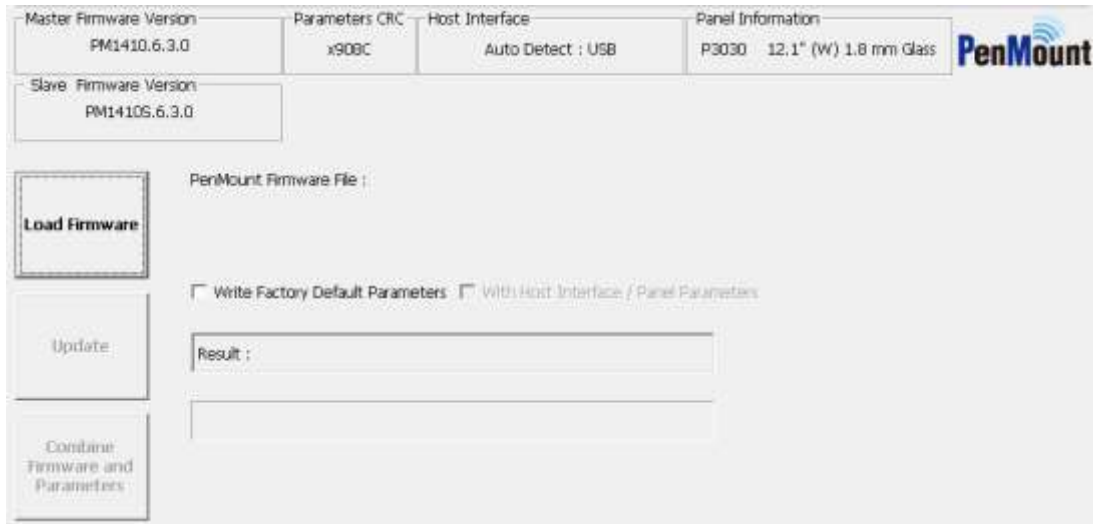 Master Firmware Version
PM1410.6.3.0
Parameters CRC
x908C
Host Interface
Auto Detect : USB
Panel Information
P3030 12.1" (W) 1.8 mm Glass
PenMount
Slave Firmware Version
PM1410S.6.3.0
Load Firmware
PenMount Firmware File :
Write Factory Default Parameters
With Host Interface / Panel Parameters
Update
Result :
Combine
Firmware and
Parameters